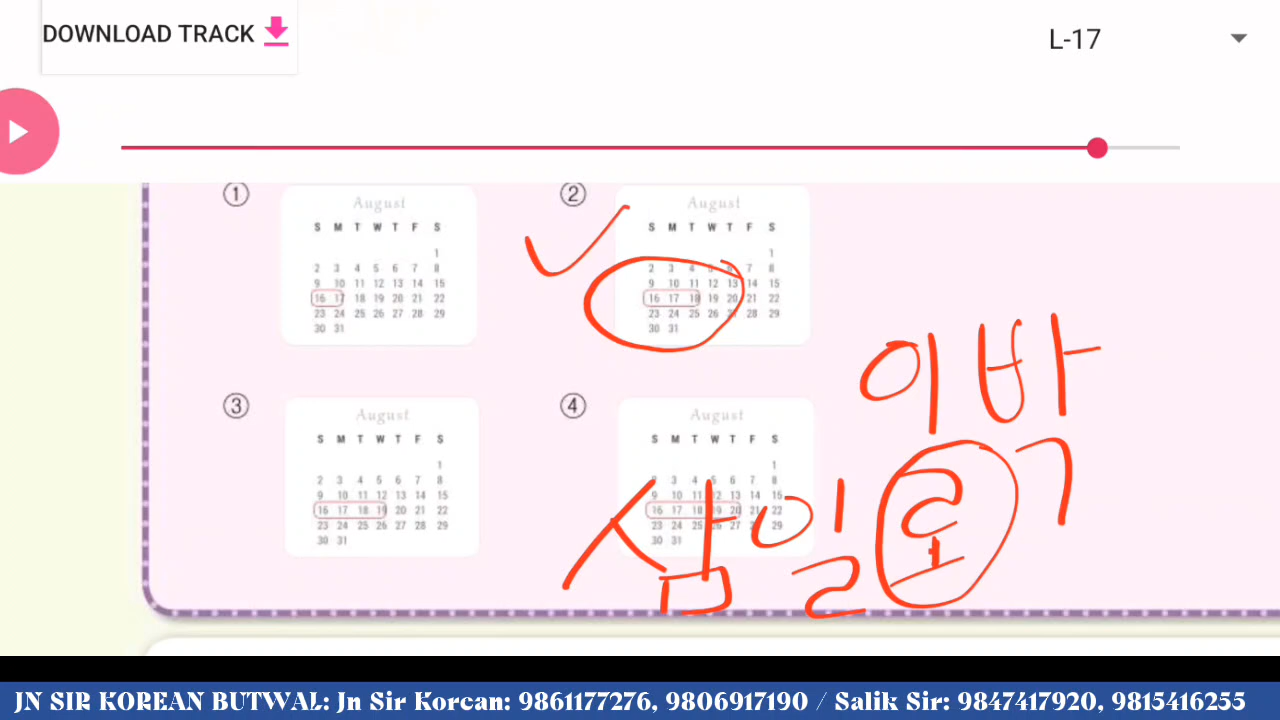 DOWNLOAD TRACK
L-17
① ②
August August
S M T W T F S S M T W T F S
1 1
2 3 4 5 6 7 8 2 3 4 5 6 7 8
9 10 11 12 13 14 15 9 10 11 12 13 14 15
16 17 18 19 20 21 22 16 17 18 19 20 21 22
23 24 25 26 27 28 29 23 24 25 26 27 28 29
30 31 30 31
이 바
③ ④
August August
S M T W T F S S M T W T F S
1 1
2 3 4 5 6 7 8 3 4 5 6 7 8
9 10 11 12 13 14 15 9 10 11 12 13 14 15
16 17 18 19 20 21 22 16 17 18 19 20 21 22
23 24 25 26 27 28 29 23 24 25 26 27 28 29
30 31 30 31
삼 일
JN SIR KOREAN BUTWAL: Jn Sir Korean: 9861177276, 9806917190 / Salik Sir: 9847417920, 9815416255